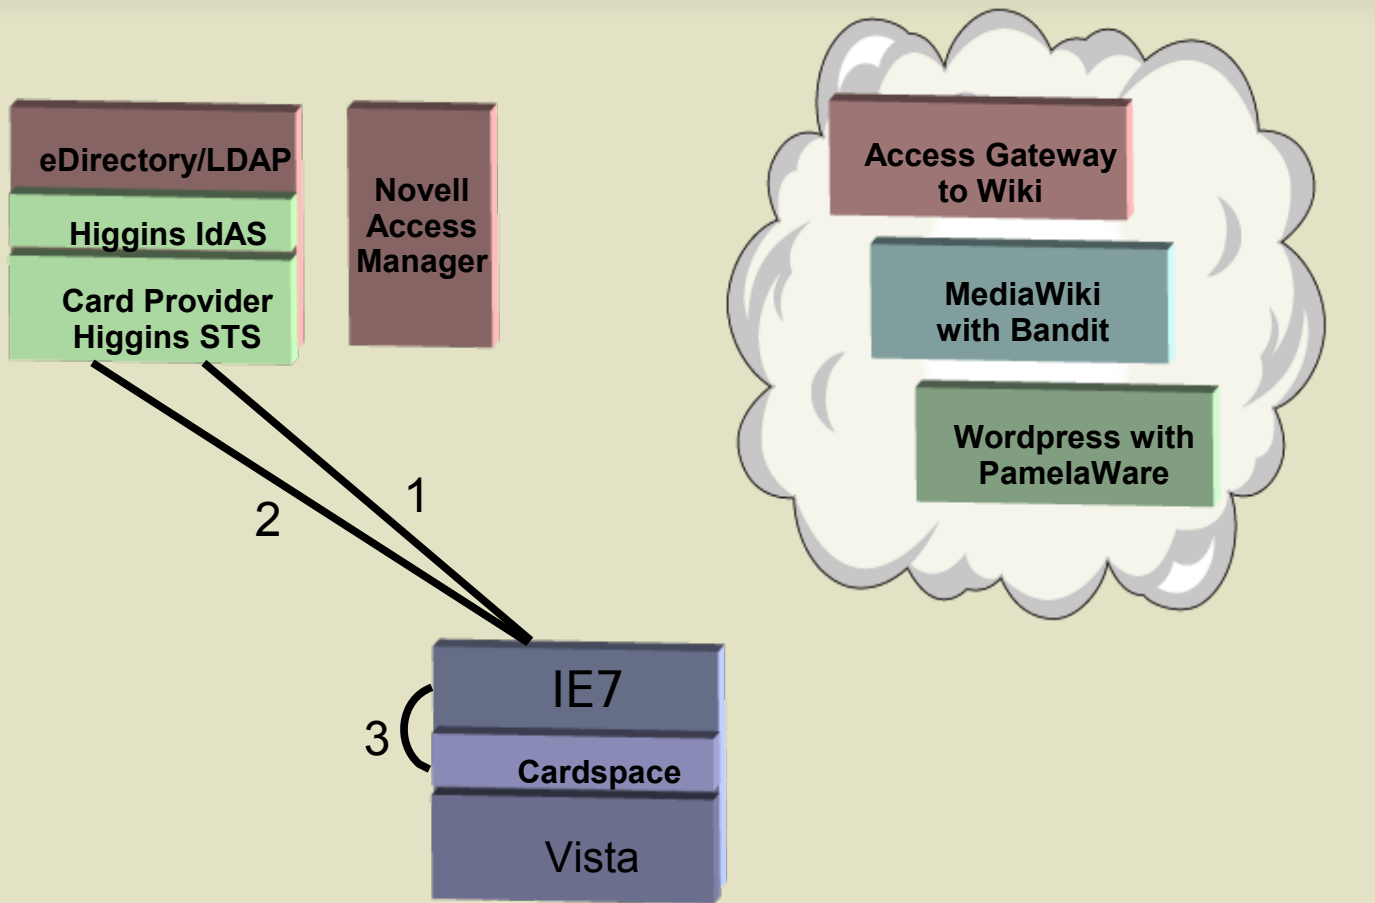 eDirectory/LDAP
Higgins IdAS
Card Provider
Higgins STS
Novell
Access
Manager
Access Gateway
to Wiki
MediaWiki
with Bandit
Wordpress with
PamelaWare
1
2
IE7
3
Cardspace
Vista